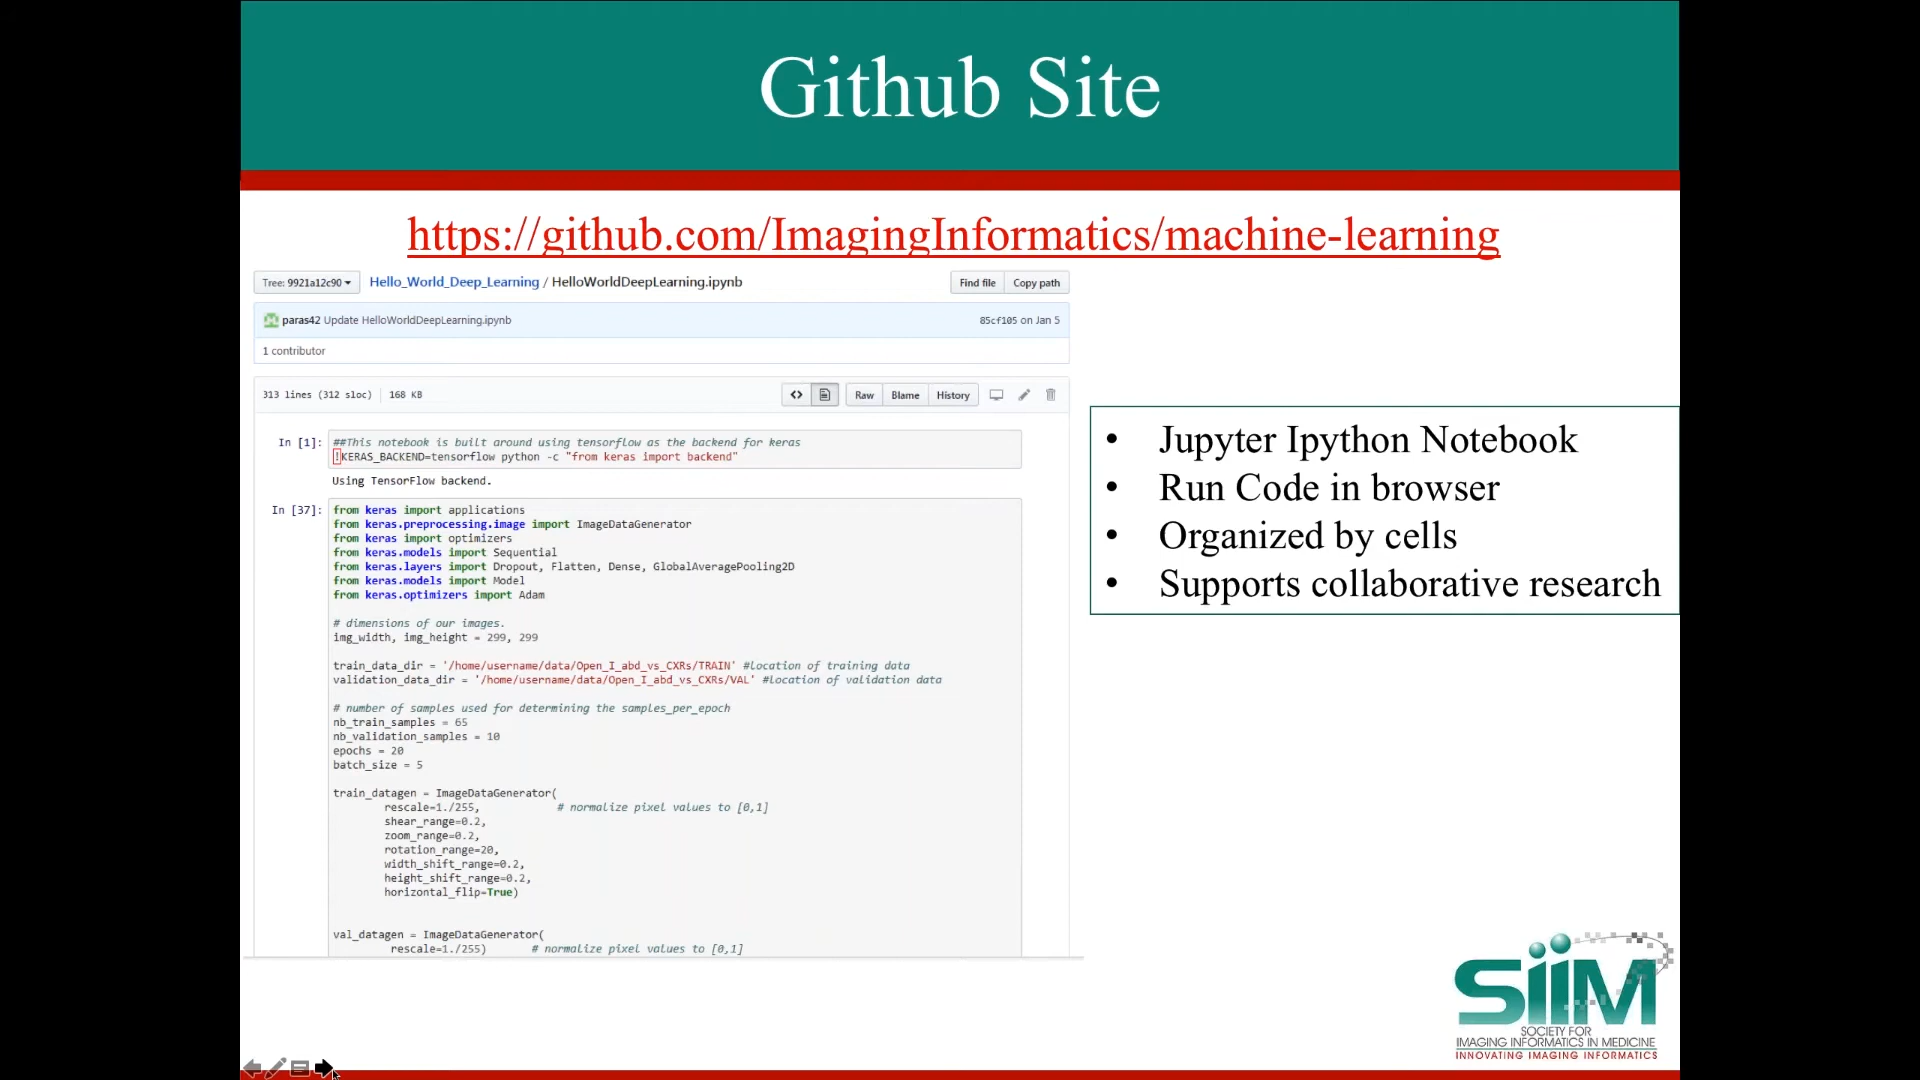 Github Site
https://github.com/ImagingInformatics/machine-learning
Tree: 9921a12c90
Hello_World_Deep_Learning / HelloWorldDeepLearning.ipynb
Find file
Copy path
paras42 Update HelloWorldDeepLearning.ipynb
85cf105 on Jan 5
1 contributor
313 lines (312 sloc) 168 KB
Raw
Blame
History
In [1]:
##This notebook is built around using tensorflow as the backend for keras
!KERAS_BACKEND=tensorflow python -c "from keras import backend"
Using TensorFlow backend.
In [37]:
from keras import applications
from keras.preprocessing.image import ImageDataGenerator
from keras import optimizers
from keras.models import Sequential
from keras.layers import Dropout, Flatten, Dense, GlobalAveragePooling2D
from keras.models import Model
from keras.optimizers import Adam
# dimensions of our images.
img_width, img_height = 299, 299
train_data_dir = '/home/username/data/Open_I_abd_vs_CXRs/TRAIN' #location of training data
validation_data_dir = '/home/username/data/Open_I_abd_vs_CXRs/VAL' #location of validation data
# number of samples used for determining the samples_per_epoch
nb_train_samples = 65
nb_validation_samples = 10
epochs = 20
batch_size = 5
train_datagen = ImageDataGenerator(
rescale=1./255, # normalize pixel values to [0,1]
shear_range=0.2,
zoom_range=0.2,
rotation_range=20,
width_shift_range=0.2,
height_shift_range=0.2,
horizontal_flip=True)
val_datagen = ImageDataGenerator(
rescale=1./255) # normalize pixel values to [0,1]
• Jupyter Ipython Notebook
• Run Code in browser
• Organized by cells
• Supports collaborative research
SIIM
SOCIETY FOR
IMAGING INFORMATICS IN MEDICINE
INNOVATING IMAGING INFORMATICS